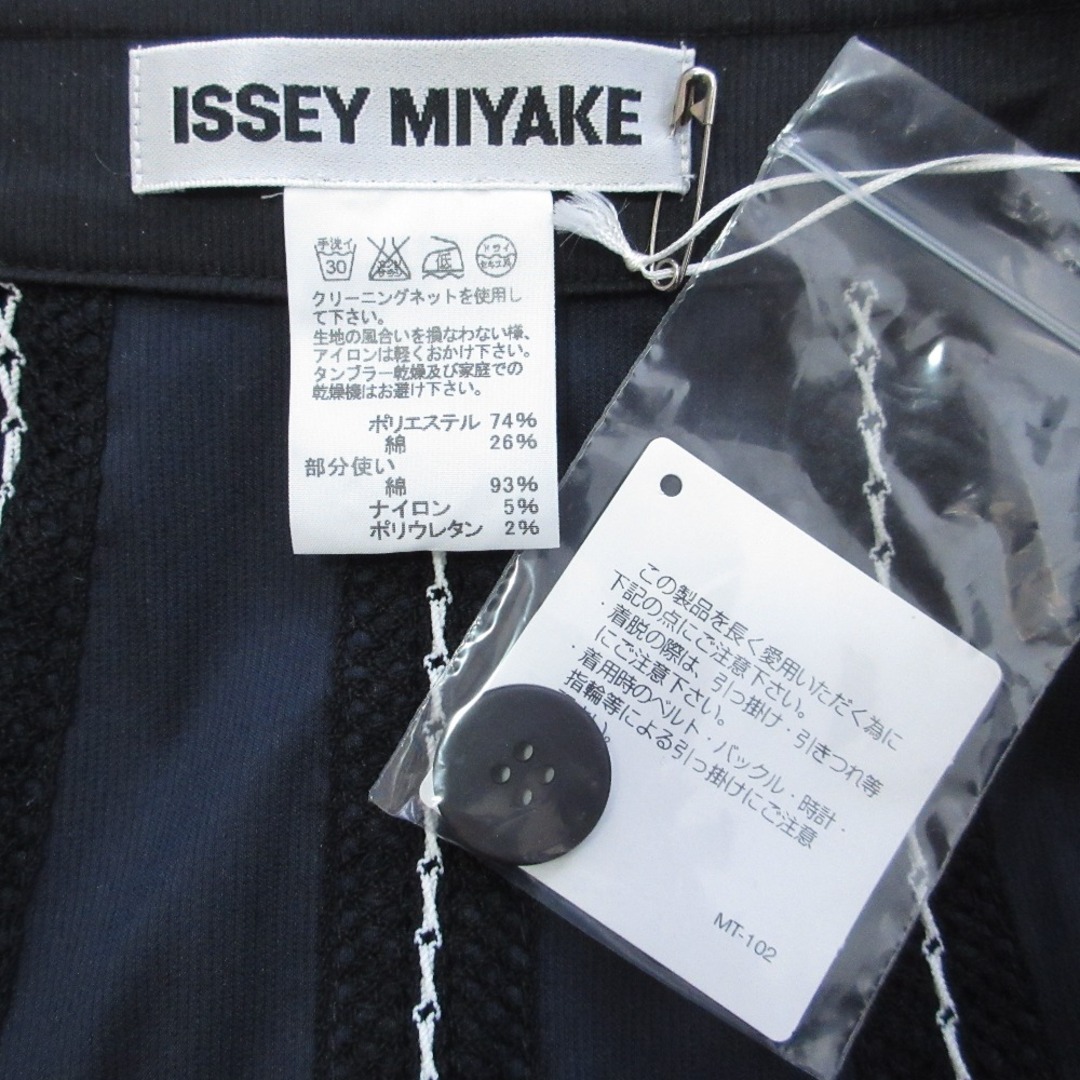 ISSEY MIYAKE
手洗イ
30
低
ドライ
クリーニングネットを使用し
て下さい。
生地の風合いを損なわない様、
アイロンは軽くおかけ下さい。
タンブラー乾燥及び家庭での
乾燥機はお避け下さい。
ポリエステル 74%
綿 26%
部分使い
綿 93%
ナイロン 5%
ポリウレタン 2%
この製品を長く愛用いただく為に
下記の点にご注意下さい。
・着脱の際は、引っ掛け・引きつれ等
にご注意下さい。
・着用時のベルト・バックル・時計・
指輪等による引っ掛けにご注意
い。
MT-102